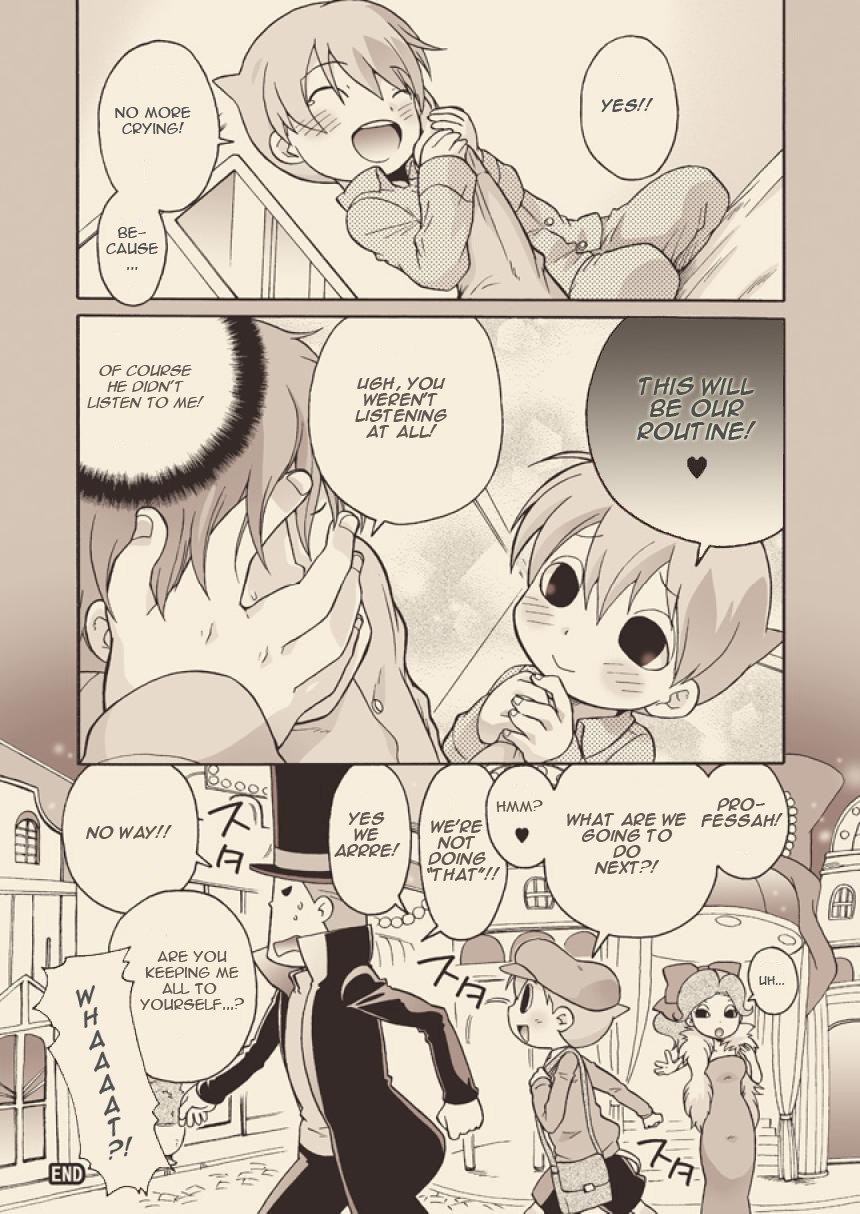 YES!!
NO MORE
CRYING!
BE-
CAUSE
...
THIS WILL
BE OUR
ROUTINE!
♥
UGH, YOU
WEREN'T
LISTENING
AT ALL!
OF COURSE
HE DIDN'T
LISTEN TO ME!
PRO-
FESSAH!
WHAT ARE WE
GOING TO
DO
NEXT?!
HMM?
♥
WE'RE
NOT
DOING
"THAT"!!
YES
WE
ARRRE!
NO WAY!!
ARE YOU
KEEPING ME
ALL TO
YOURSELF...?
WHAAAAT?!
UH...
スタ
スタ
スタ
END